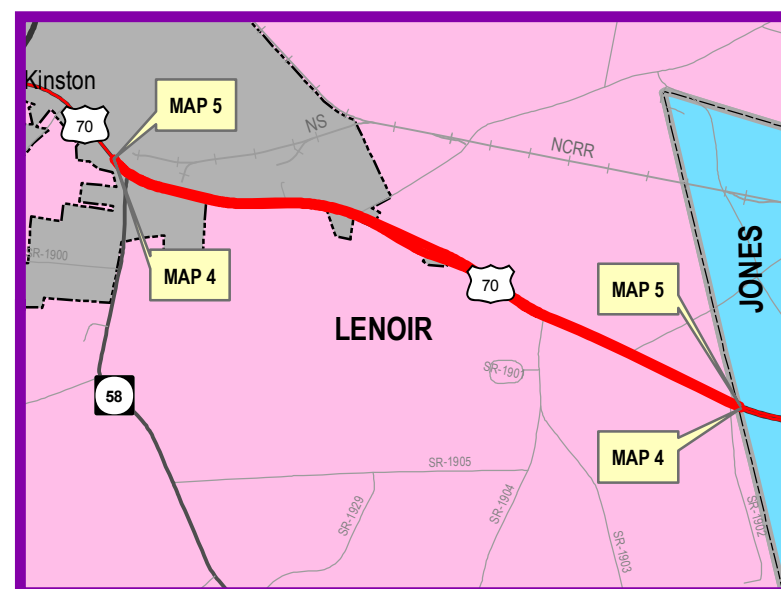 Kinston
70
MAP 5
NS
NCRR
JONES
SR-1900
MAP 4
70
MAP 5
LENOIR
SR-1901
58
MAP 4
SR-1905
SR-1929
SR-1904
SR-1903
SR-1902